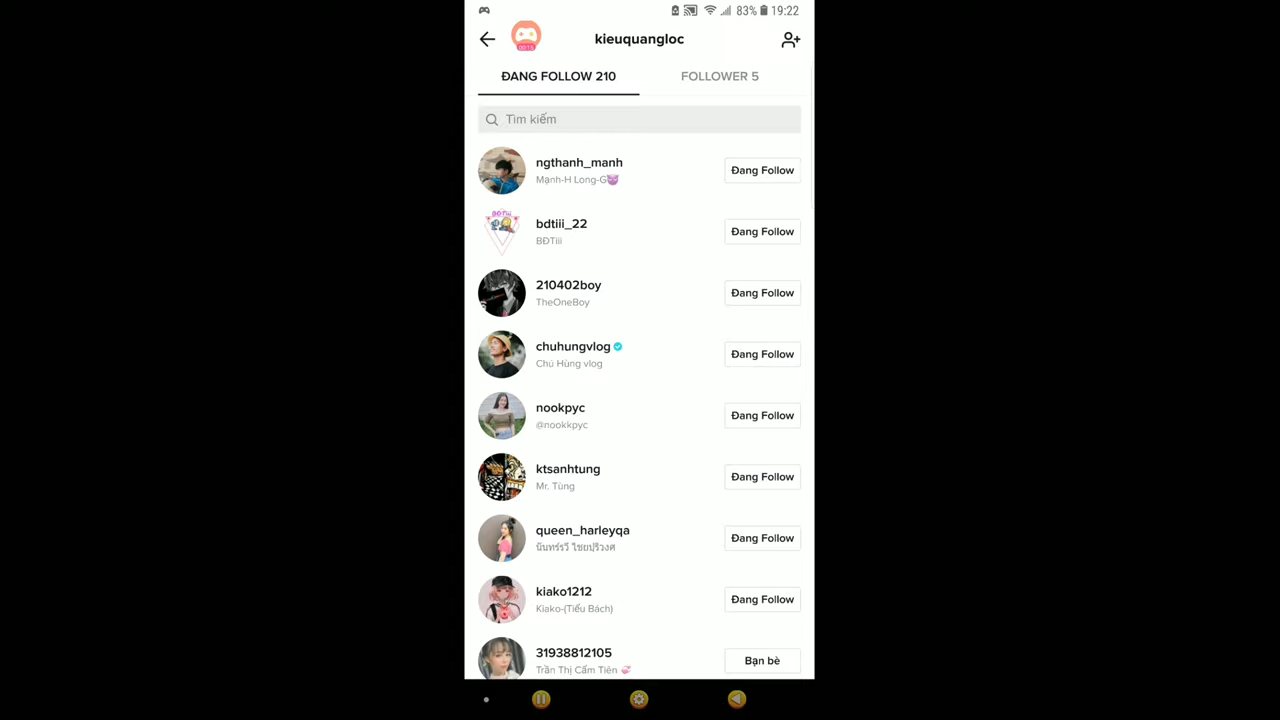 83% 19:22
00:15
kieuquangloc
ĐANG FOLLOW 210
FOLLOWER 5
Tìm kiếm
ngthanh_manh
Mạnh-H Long-G😈
Đang Follow
bdtiii_22
BĐTiii
Đang Follow
210402boy
TheOneBoy
Đang Follow
chuhungvlog
Chú Hùng vlog
Đang Follow
nookpyc
@nookkpyc
Đang Follow
ktsanhtung
Mr. Tùng
Đang Follow
queen_harleyqa
Đang Follow
kiako1212
Kiako-(Tiểu Bách)
Đang Follow
31938812105
Trần Thị Cẩm Tiên 💞
Bạn bè